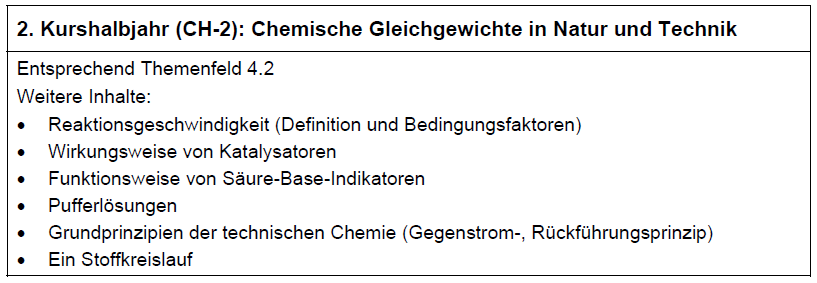 2. Kurshalbjahr (CH-2): Chemische Gleichgewichte in Natur und Technik
Entsprechend Themenfeld 4.2
Weitere Inhalte:
• Reaktionsgeschwindigkeit (Definition und Bedingungsfaktoren)
• Wirkungsweise von Katalysatoren
• Funktionsweise von Säure-Base-Indikatoren
• Pufferlösungen
• Grundprinzipien der technischen Chemie (Gegenstrom-, Rückführungsprinzip)
• Ein Stoffkreislauf